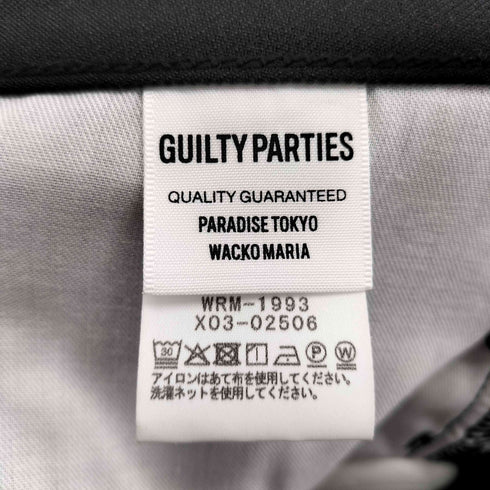 GUILTY PARTIES
QUALITY GUARANTEED
PARADISE TOKYO
WACKO MARIA
WRM-1993
X03-02506
30 P W
アイロンはあて布を使用してください。
洗濯ネットを使用してください。